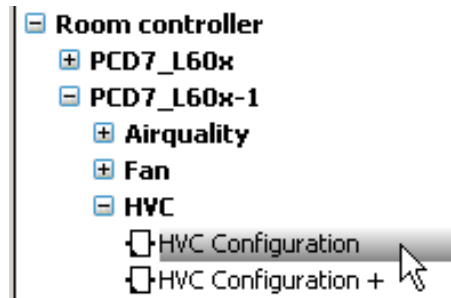 Room controller
PCD7_L60x
PCD7_L60x-1
Airquality
Fan
HVC
HVC Configuration
HVC Configuration +